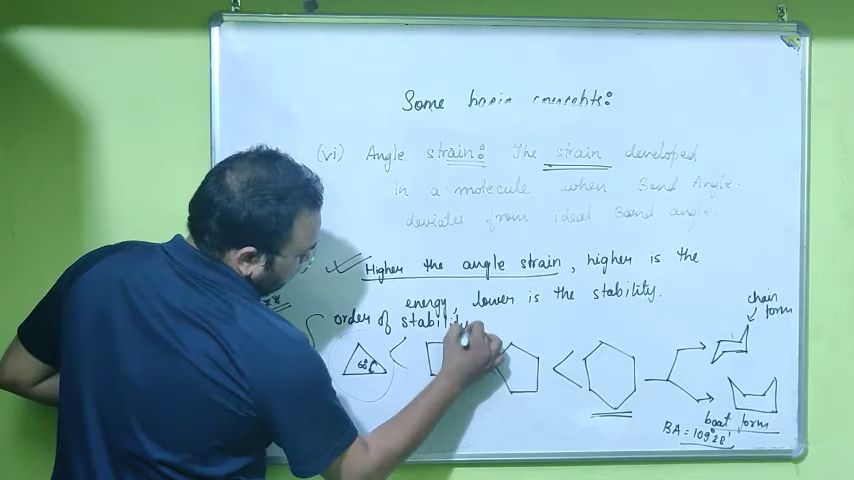 Some basic concepts:
(vi) Angle strain: The strain developed
in a molecule when Bond Angle.
deviates from ideal Bond angle.
Higher the angle strain, higher is the
energy, lower is the stability.
order of stability
60° < < 
chair
form
boat form
BA = 109°28'